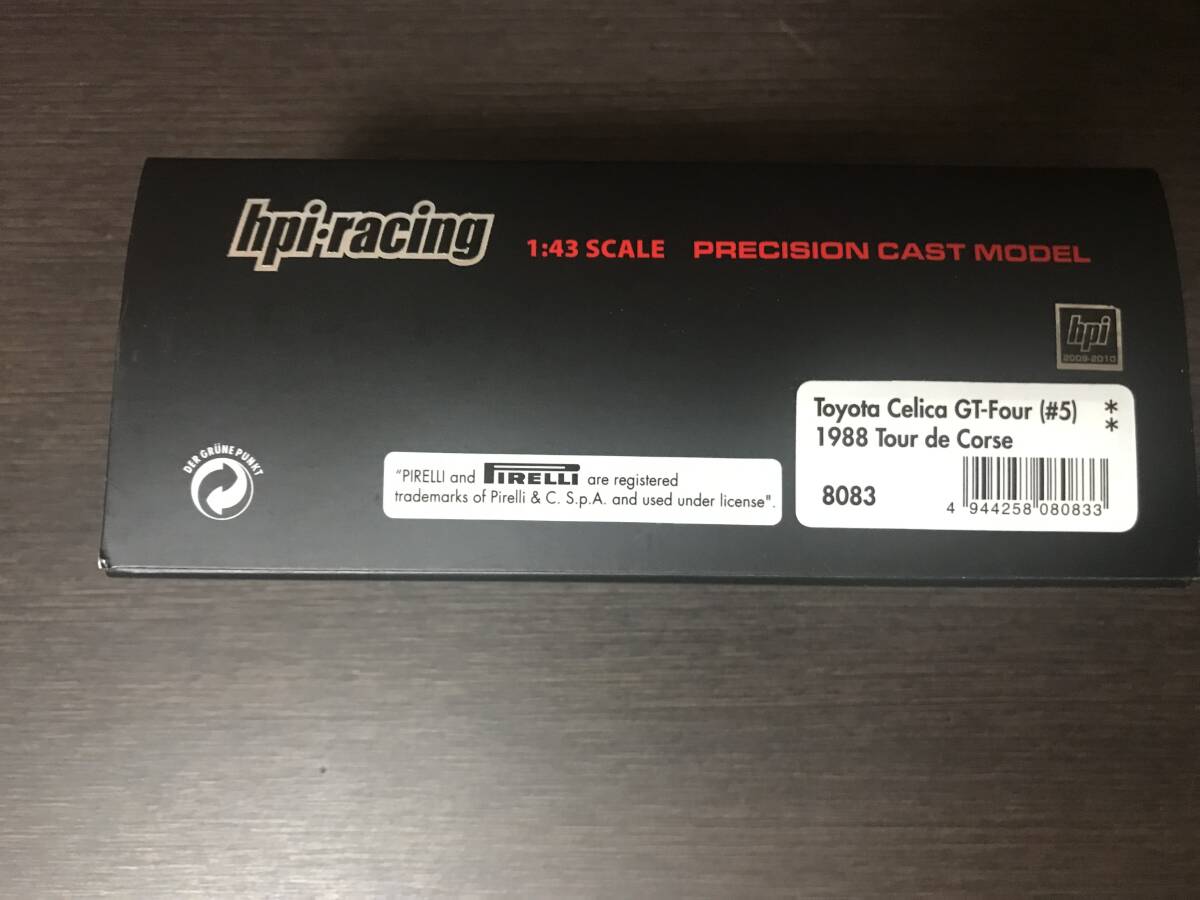 hpi·racing
1:43 SCALE PRECISION CAST MODEL
hpi
2009-2010
Toyota Celica GT-Four (#5) **
1988 Tour de Corse
8083
4 944258 080833
DER GRÜNE PUNKT
"PIRELLI and PIRELLI are registered
trademarks of Pirelli & C. S.p.A. and used under license".